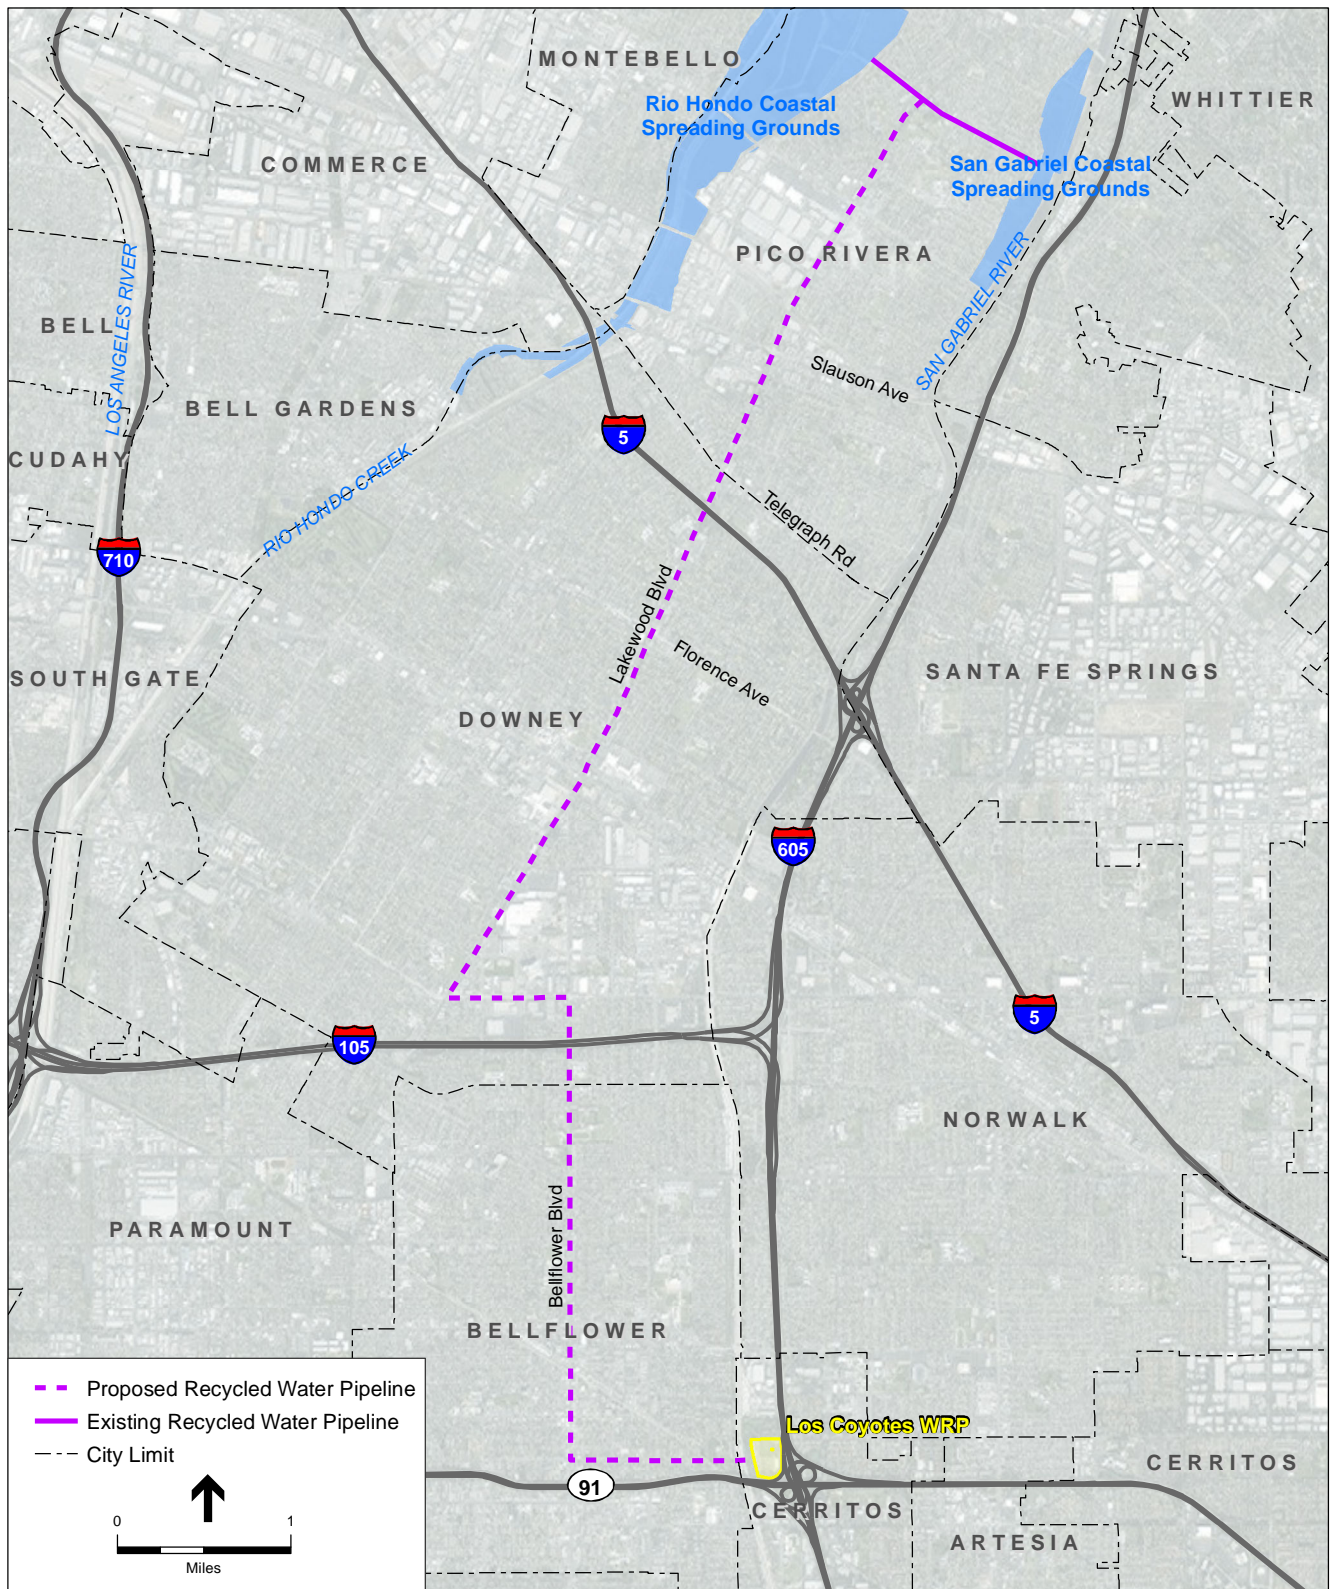 MONTEBELLO
WHITTIER
Rio Hondo Coastal
Spreading Grounds
COMMERCE
San Gabriel Coastal
Spreading Grounds
PICO RIVERA
LOS ANGELES RIVER
SAN GABRIEL RIVER
BELL
Slauson Ave
BELL GARDENS
5
CUDAHY
RIO HONDO CREEK
Telegraph Rd
710
Lakewood Blvd
Florence Ave
SOUTH GATE
SANTA FE SPRINGS
DOWNEY
605
5
105
NORWALK
PARAMOUNT
Bellflower Blvd
BELLFLOWER
Los Coyotes WRP
CERRITOS
91
CERRITOS
ARTESIA
Proposed Recycled Water Pipeline
Existing Recycled Water Pipeline
City Limit
0 1
Miles